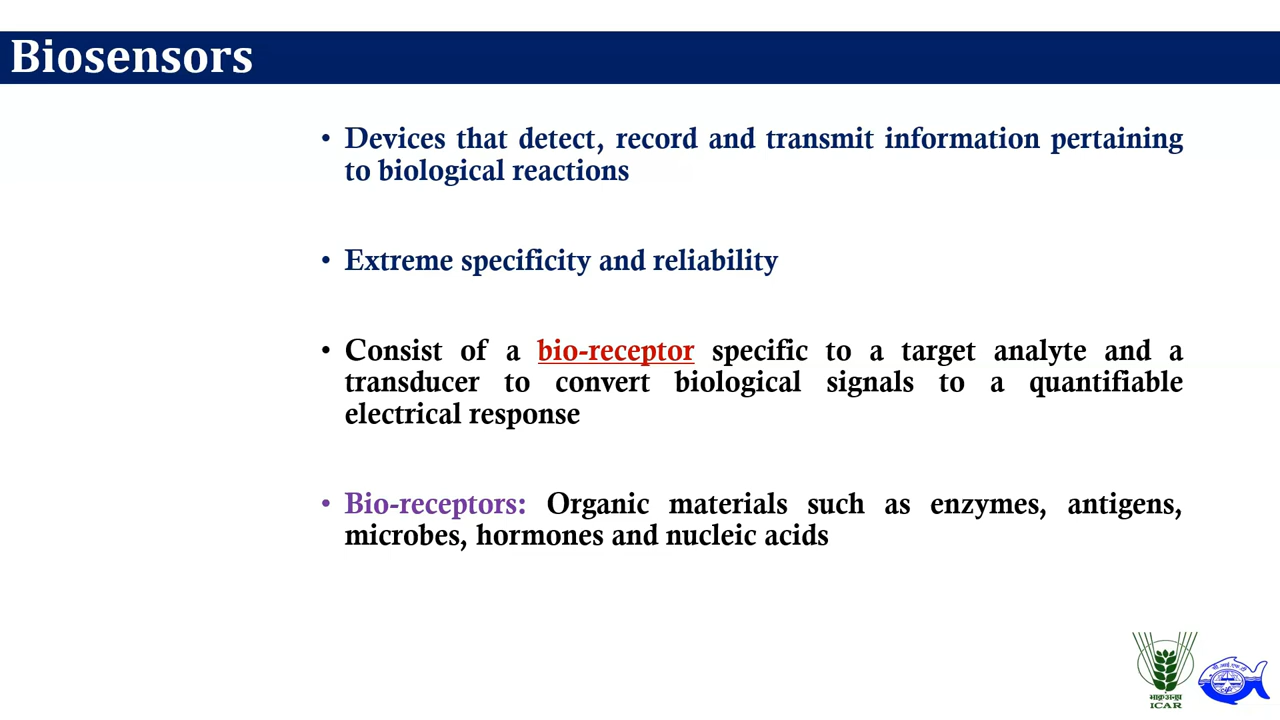 Biosensors
• Devices that detect, record and transmit information pertaining
to biological reactions
• Extreme specificity and reliability
• Consist of a bio-receptor specific to a target analyte and a
transducer to convert biological signals to a quantifiable
electrical response
• Bio-receptors: Organic materials such as enzymes, antigens,
microbes, hormones and nucleic acids
भाकृअनुप
ICAR